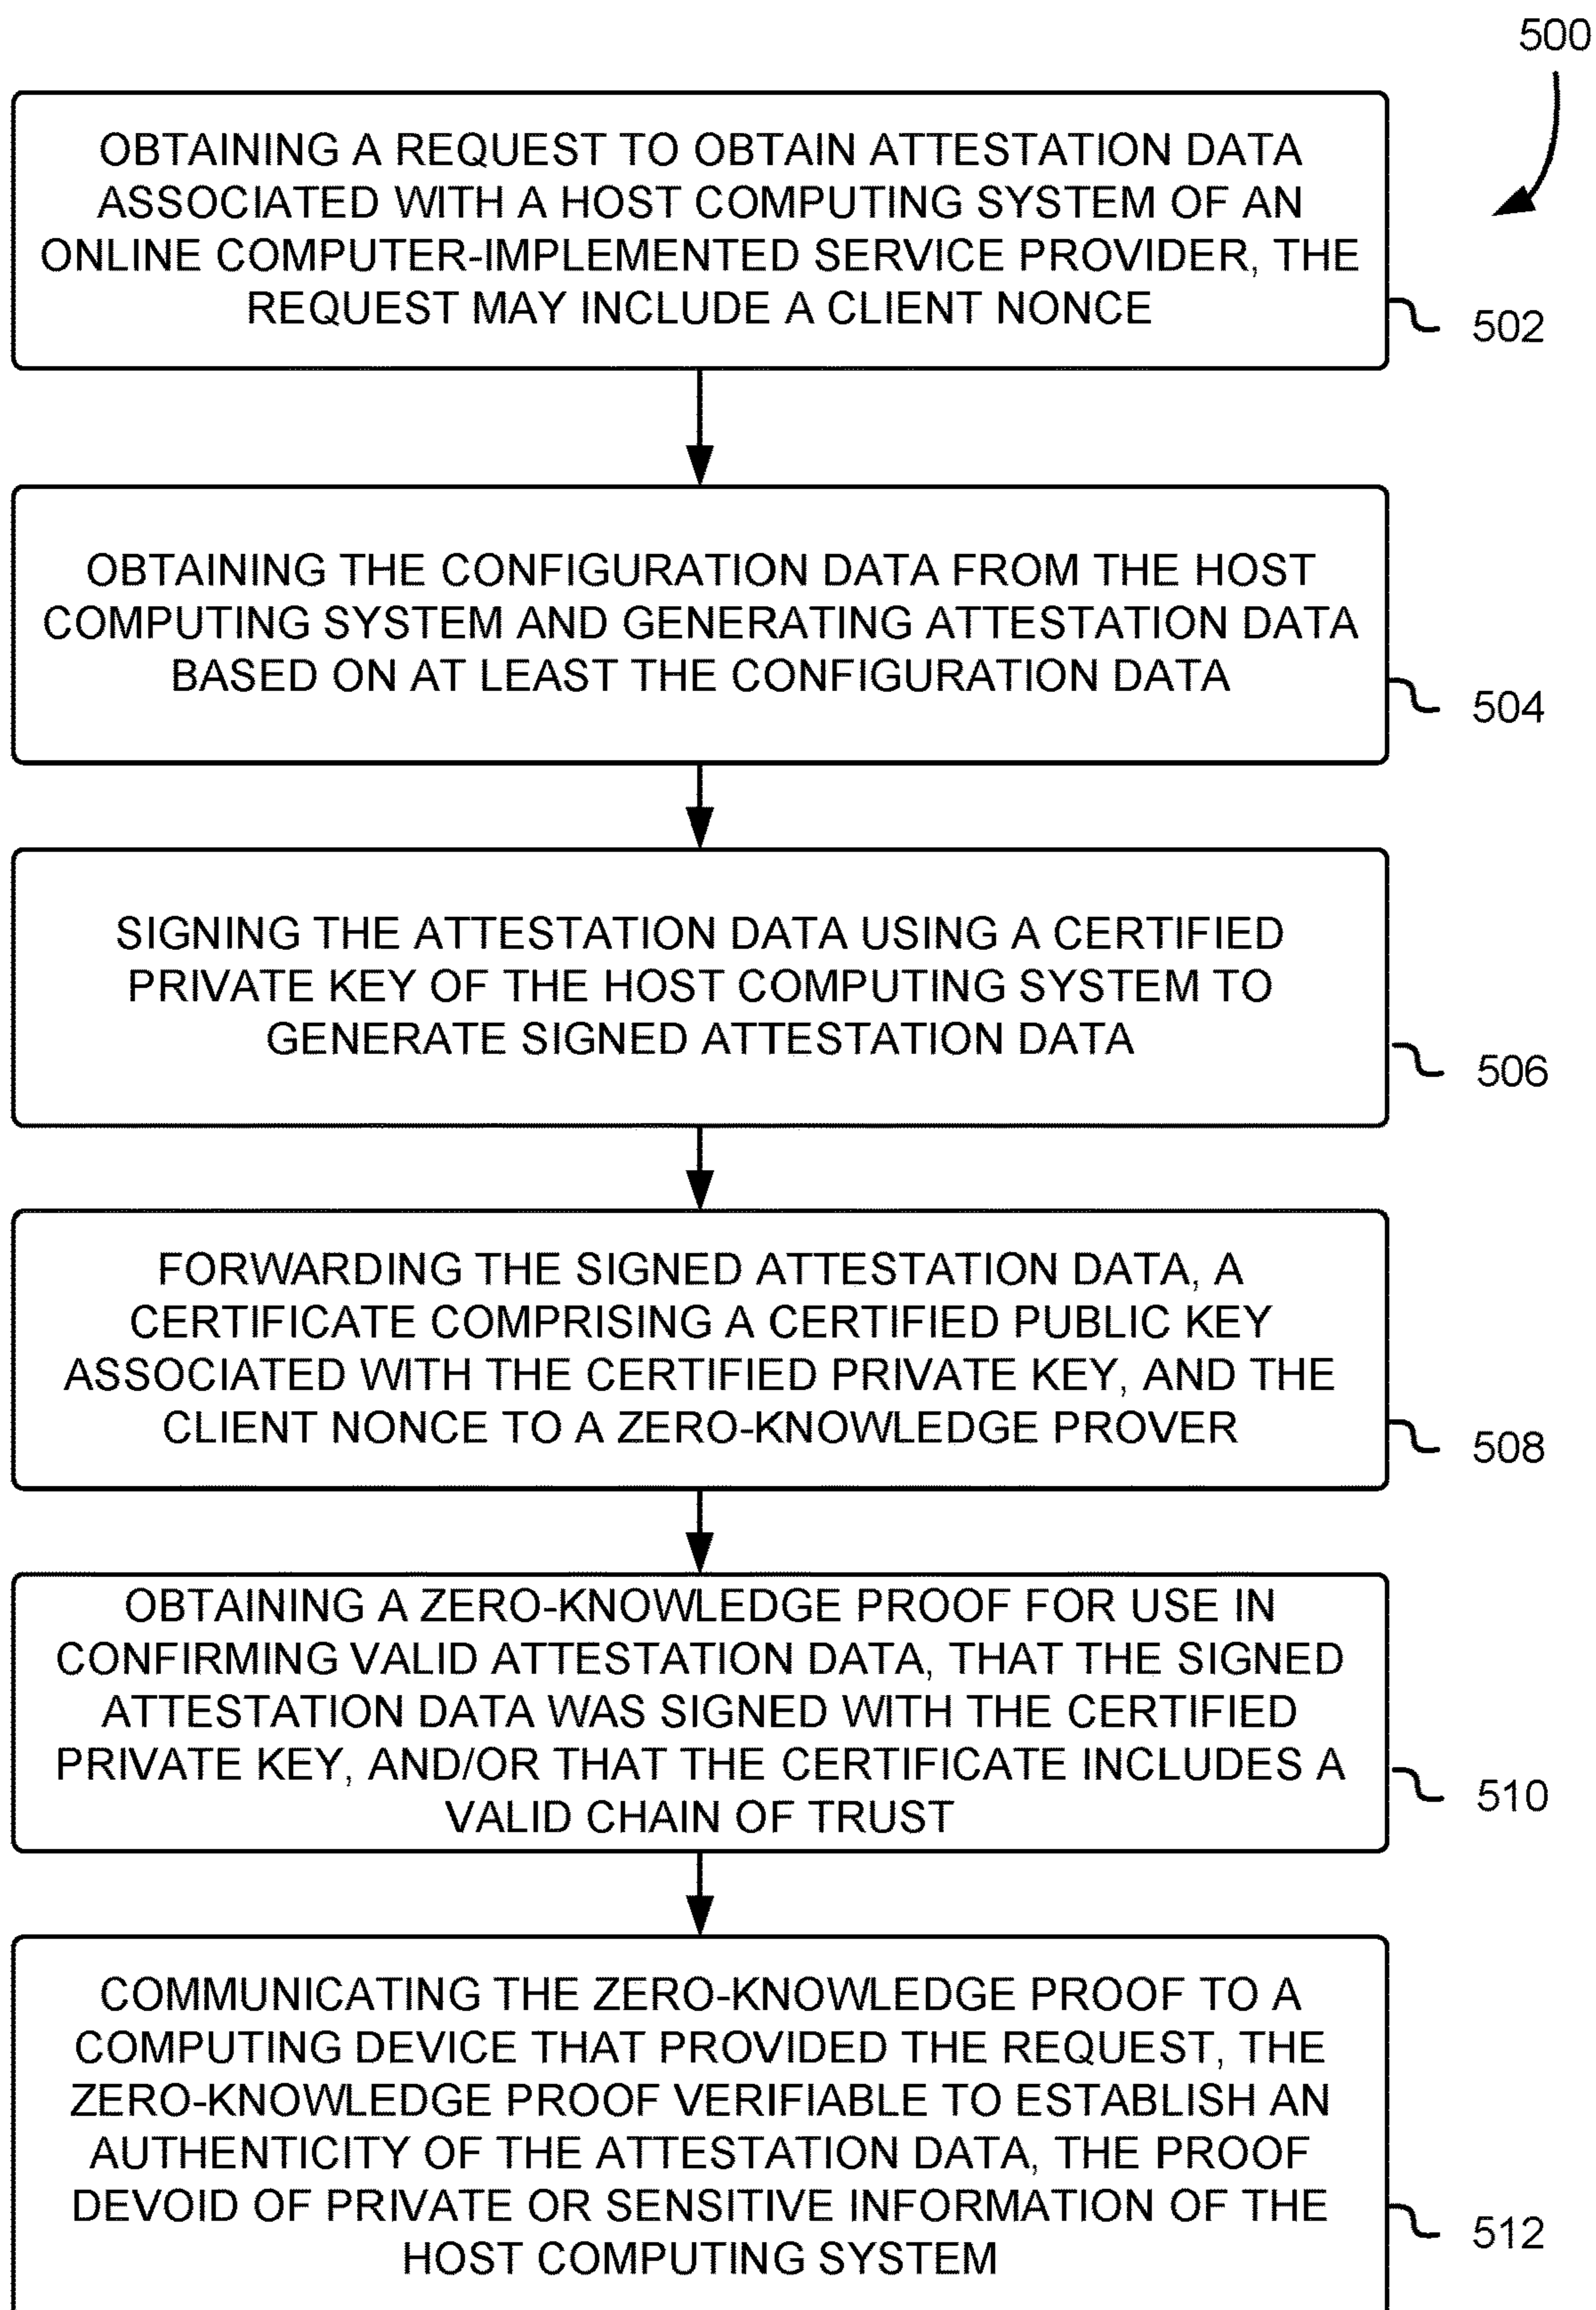 500
OBTAINING A REQUEST TO OBTAIN ATTESTATION DATA
ASSOCIATED WITH A HOST COMPUTING SYSTEM OF AN
ONLINE COMPUTER-IMPLEMENTED SERVICE PROVIDER, THE
REQUEST MAY INCLUDE A CLIENT NONCE
502
OBTAINING THE CONFIGURATION DATA FROM THE HOST
COMPUTING SYSTEM AND GENERATING ATTESTATION DATA
BASED ON AT LEAST THE CONFIGURATION DATA
504
SIGNING THE ATTESTATION DATA USING A CERTIFIED
PRIVATE KEY OF THE HOST COMPUTING SYSTEM TO
GENERATE SIGNED ATTESTATION DATA
506
FORWARDING THE SIGNED ATTESTATION DATA, A
CERTIFICATE COMPRISING A CERTIFIED PUBLIC KEY
ASSOCIATED WITH THE CERTIFIED PRIVATE KEY, AND THE
CLIENT NONCE TO A ZERO-KNOWLEDGE PROVER
508
OBTAINING A ZERO-KNOWLEDGE PROOF FOR USE IN
CONFIRMING VALID ATTESTATION DATA, THAT THE SIGNED
ATTESTATION DATA WAS SIGNED WITH THE CERTIFIED
PRIVATE KEY, AND/OR THAT THE CERTIFICATE INCLUDES A
VALID CHAIN OF TRUST
510
COMMUNICATING THE ZERO-KNOWLEDGE PROOF TO A
COMPUTING DEVICE THAT PROVIDED THE REQUEST, THE
ZERO-KNOWLEDGE PROOF VERIFIABLE TO ESTABLISH AN
AUTHENTICITY OF THE ATTESTATION DATA, THE PROOF
DEVOID OF PRIVATE OR SENSITIVE INFORMATION OF THE
HOST COMPUTING SYSTEM
512